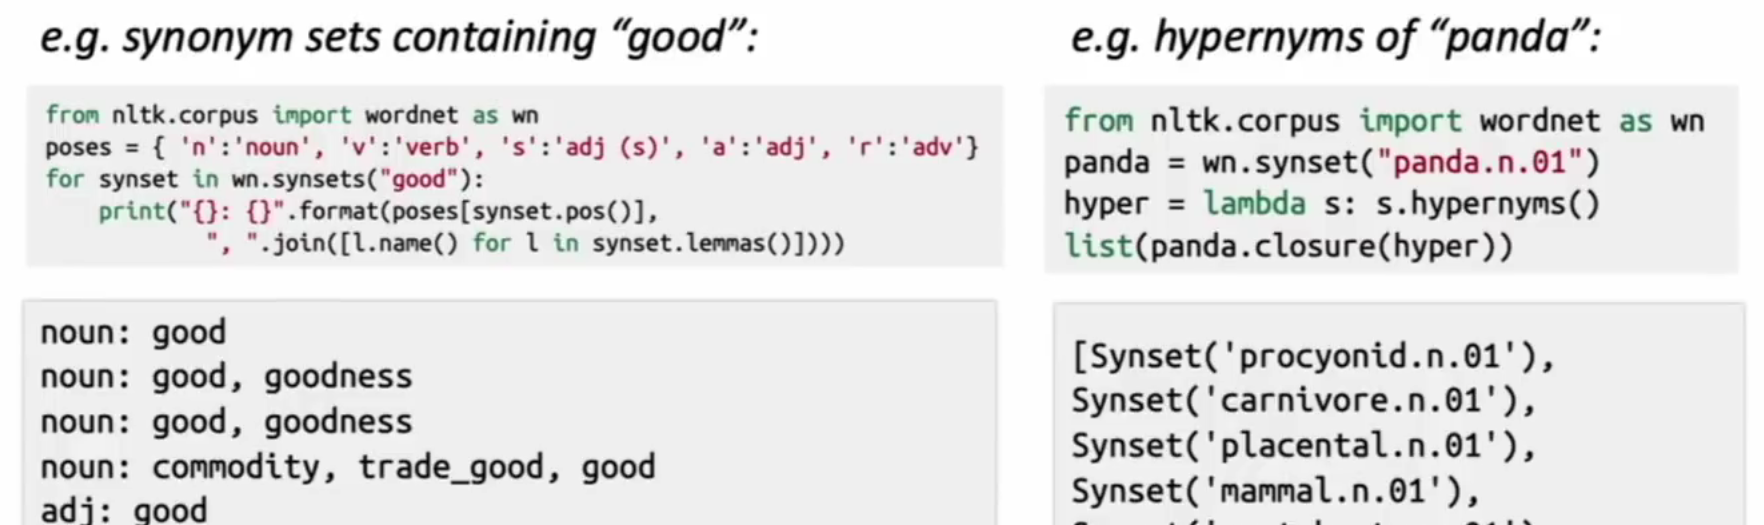 e.g. synonym sets containing “good”:
from nltk.corpus import wordnet as wn
poses = { 'n':'noun', 'v':'verb', 's':'adj (s)', 'a':'adj', 'r':'adv'}
for synset in wn.synsets("good"):
    print("{}: {}".format(poses[synset.pos()],
            ", ".join([l.name() for l in synset.lemmas()])))
noun: good
noun: good, goodness
noun: good, goodness
noun: commodity, trade_good, good
adj: good
e.g. hypernyms of “panda”:
from nltk.corpus import wordnet as wn
panda = wn.synset("panda.n.01")
hyper = lambda s: s.hypernyms()
list(panda.closure(hyper))
[Synset('procyonid.n.01'),
Synset('carnivore.n.01'),
Synset('placental.n.01'),
Synset('mammal.n.01'),